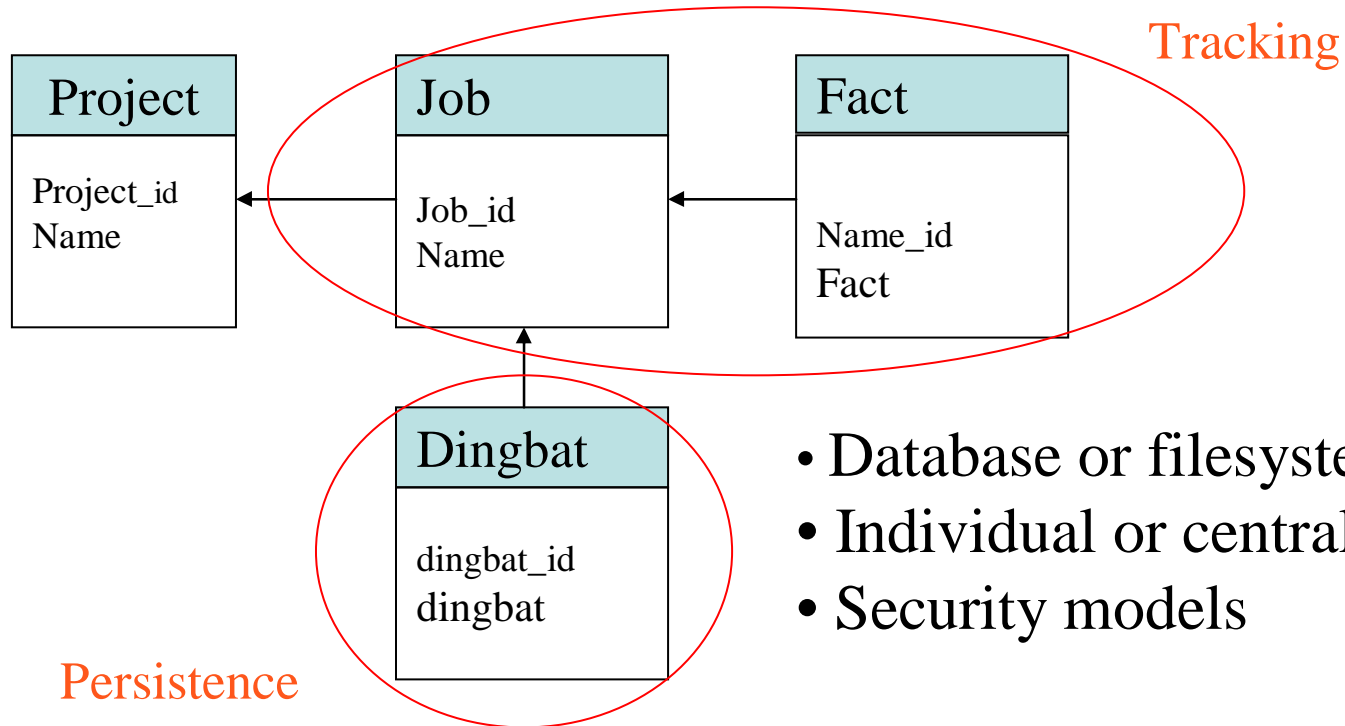 Tracking
Project
Project_id
Name
Job
Job_id
Name
Fact
Name_id
Fact
Dingbat
dingbat_id
dingbat
Persistence
• Database or filesyste
• Individual or central
• Security models